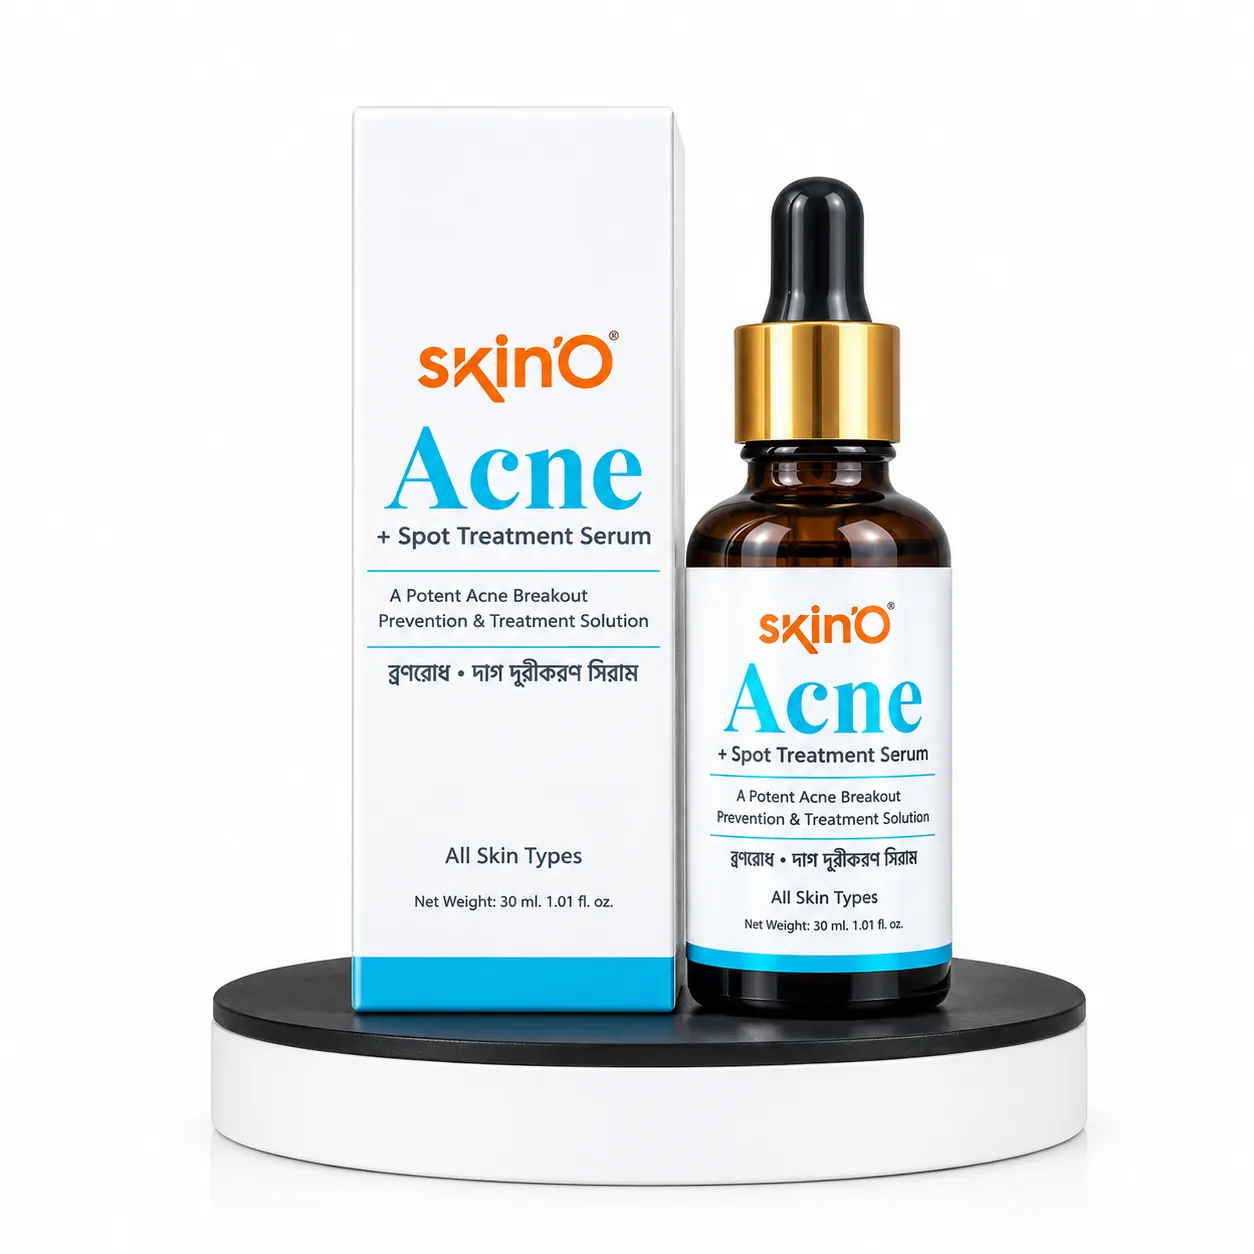 skin'O®
Acne
+ Spot Treatment Serum
A Potent Acne Breakout
Prevention & Treatment Solution
ব্রণরোধ • দাগ দূরীকরণ সিরাম
All Skin Types
Net Weight: 30 ml. 1.01 fl. oz.
skin'O®
Acne
+ Spot Treatment Serum
A Potent Acne Breakout
Prevention & Treatment Solution
ব্রণরোধ • দাগ দূরীকরণ সিরাম
All Skin Types
Net Weight: 30 ml. 1.01 fl. oz.